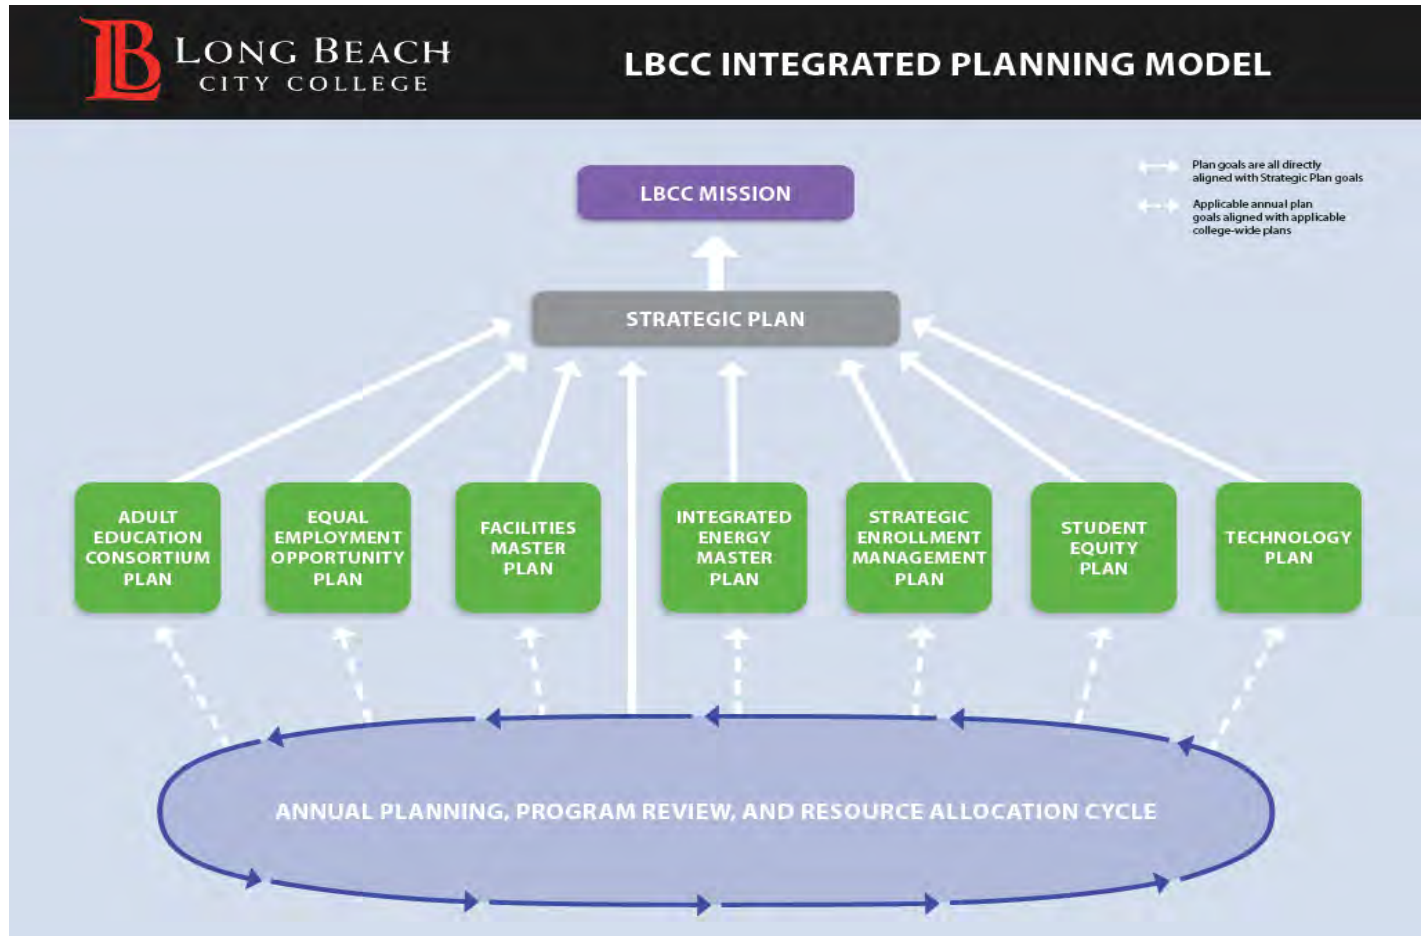 LB LONG BEACH
CITY COLLEGE
LBCC INTEGRATED PLANNING MODEL
Plan goals are all directly
aligned with Strategic Plan goals
Applicable annual plan
goals aligned with applicable
college-wide plans
LBCC MISSION
STRATEGIC PLAN
ADULT
EDUCATION
CONSORTIUM
PLAN
EQUAL
EMPLOYMENT
OPPORTUNITY
PLAN
FACILITIES
MASTER
PLAN
INTEGRATED
ENERGY
MASTER
PLAN
STRATEGIC
ENROLLMENT
MANAGEMENT
PLAN
STUDENT
EQUITY
PLAN
TECHNOLOGY
PLAN
ANNUAL PLANNING, PROGRAM REVIEW, AND RESOURCE ALLOCATION CYCLE